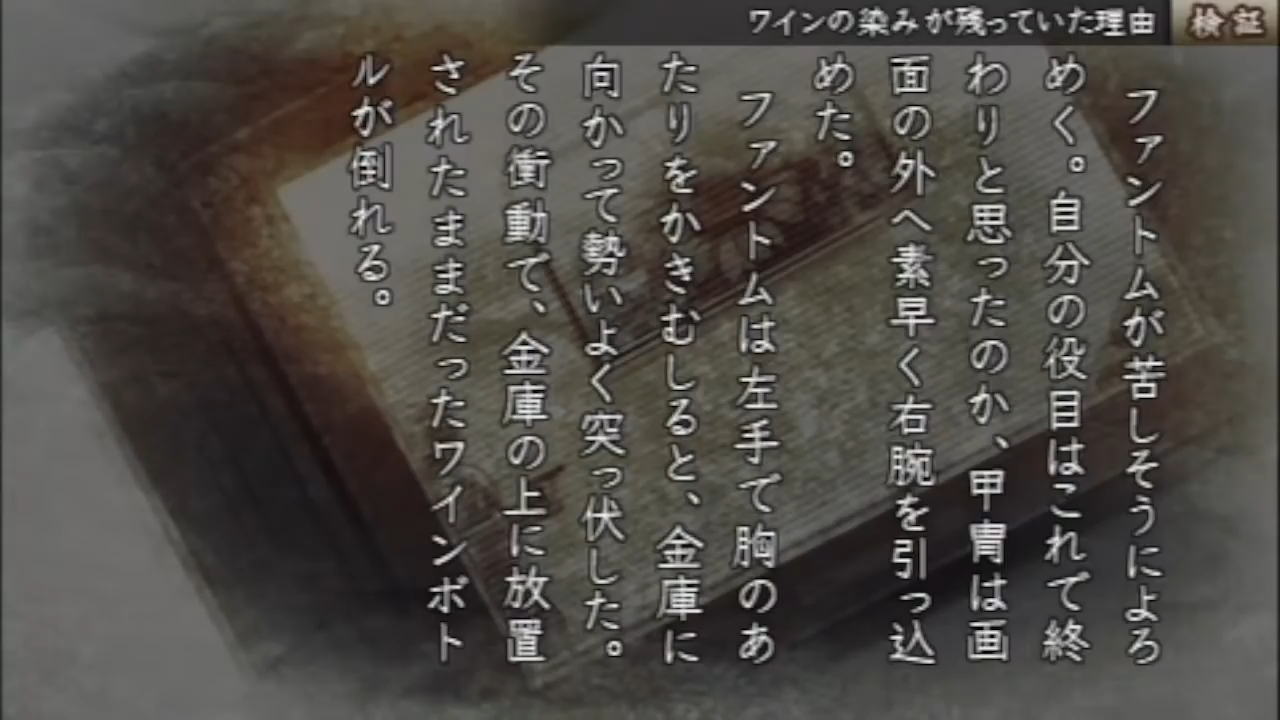 ワインの染みが残っていた理由
検証
　ファントムが苦しそうによろ
めく。自分の役目はこれで終
わりと思ったのか、甲冑は画
面の外へ素早く右腕を引っ込
めた。
　ファントムは左手で胸のあ
たりをかきむしると、金庫に
向かって勢いよく突っ伏した。
その衝動で、金庫の上に放置
されたままだったワインボト
ルが倒れる。